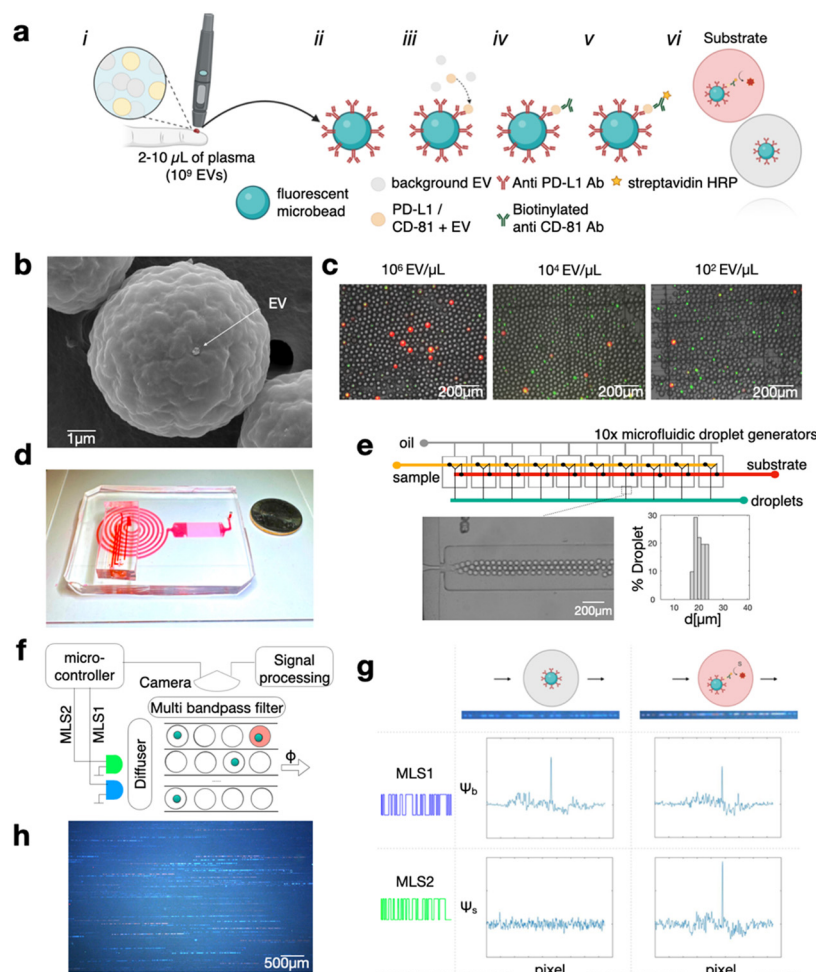 a
i
ii
iii
iv
v
vi
Substrate
2-10 µL of plasma
(10⁹ EVs)
fluorescent
microbead
background EV
PD-L1 /
CD-81 + EV
Anti PD-L1 Ab
Biotinylated
anti CD-81 Ab
streptavidin HRP
b
EV
1µm
c
10⁶ EV/µL
10⁴ EV/µL
10² EV/µL
200µm
200µm
200µm
d
e
oil
10x microfluidic droplet generators
sample
substrate
droplets
200µm
% Droplet
30
20
10
0
0
10
20
30
40
d[µm]
f
micro-
controller
Camera
Signal
processing
Multi bandpass filter
MLS2
MLS1
Diffuser
Φ
h
500µm
g
S
MLS1
Ψb
MLS2
Ψs
pixel
pixel